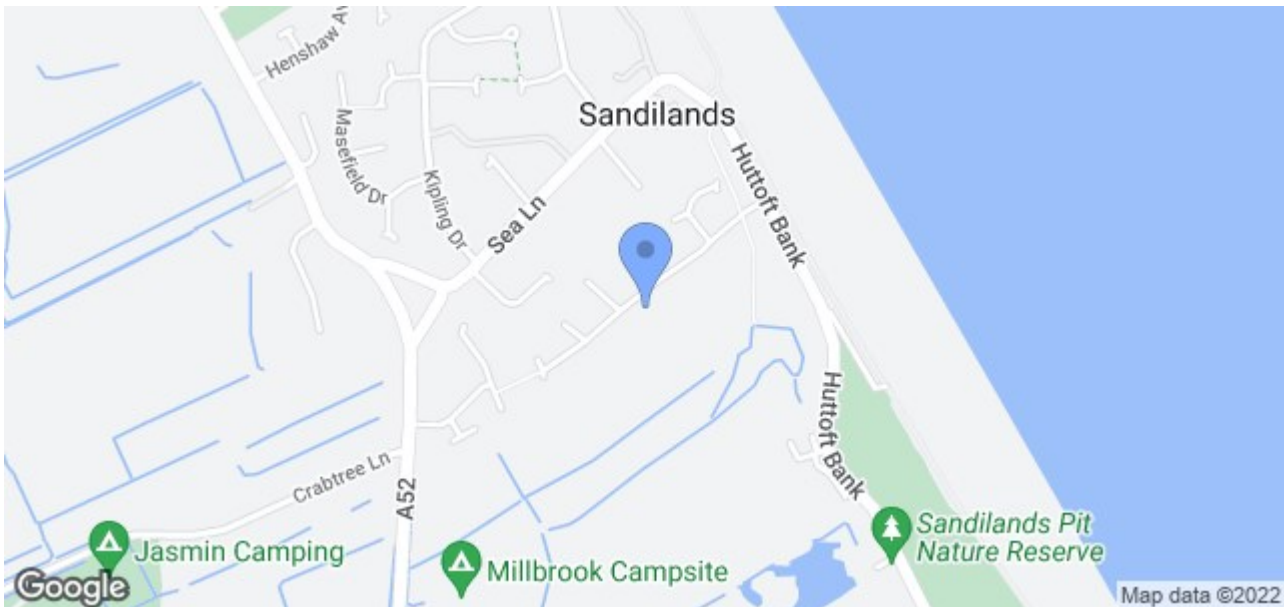 Henshaw Av
Sandilands
Masefield Dr
Kipling Dr
Sea Ln
Huttoft Bank
Huttoft Bank
Crabtree Ln
A52
Jasmin Camping
Millbrook Campsite
Sandilands Pit
Nature Reserve
Google
Map data ©2022